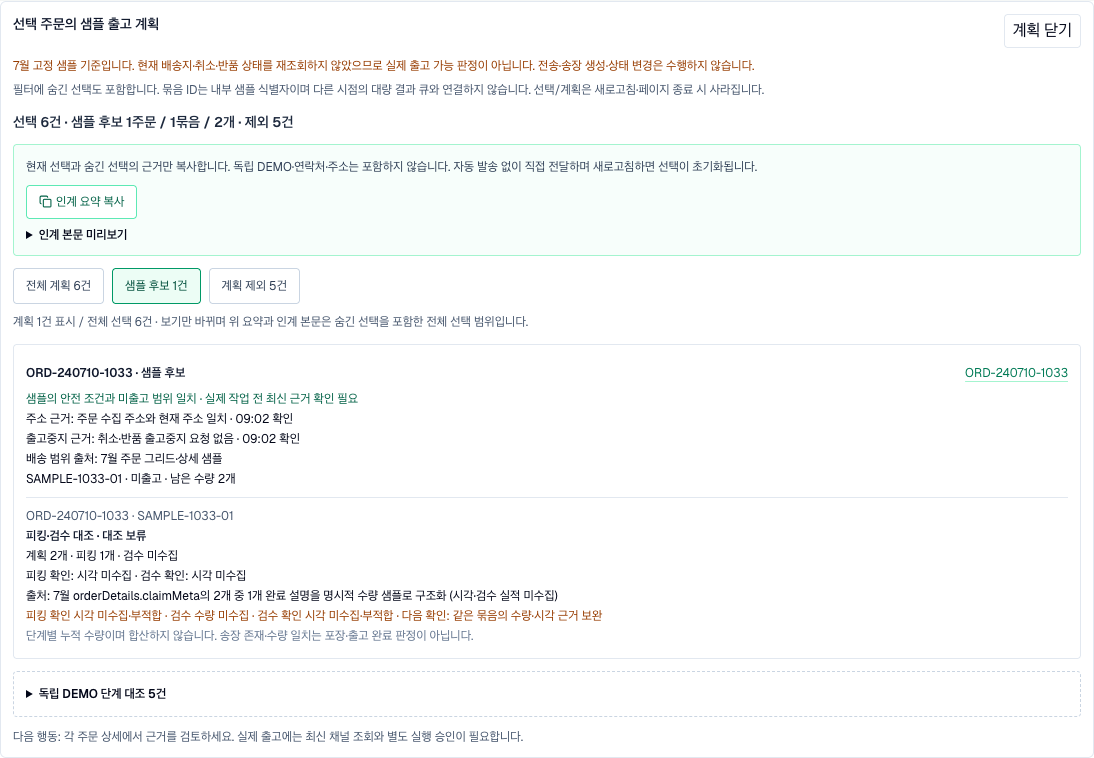 선택 주문의 샘플 출고 계획
계획 닫기
7월 고정 샘플 기준입니다. 현재 배송지·취소·반품 상태를 재조회하지 않았으므로 실제 출고 가능 판정이 아닙니다. 전송·송장 생성·상태 변경은 수행하지 않습니다.
필터에 숨긴 선택도 포함합니다. 묶음 ID는 내부 샘플 식별자이며 다른 시점의 대량 결과 큐와 연결하지 않습니다. 선택/계획은 새로고침·페이지 종료 시 사라집니다.
선택 6건 · 샘플 후보 1주문 / 1묶음 / 2개 · 제외 5건
현재 선택과 숨긴 선택의 근거만 복사합니다. 독립 DEMO·연락처·주소는 포함하지 않습니다. 자동 발송 없이 직접 전달하며 새로고침하면 선택이 초기화됩니다.
인계 요약 복사
▶ 인계 본문 미리보기
전체 계획 6건
샘플 후보 1건
계획 제외 5건
계획 1건 표시 / 전체 선택 6건 · 보기만 바뀌며 위 요약과 인계 본문은 숨긴 선택을 포함한 전체 선택 범위입니다.
ORD-240710-1033 · 샘플 후보
ORD-240710-1033
샘플의 안전 조건과 미출고 범위 일치 · 실제 작업 전 최신 근거 확인 필요
주소 근거: 주문 수집 주소와 현재 주소 일치 · 09:02 확인
출고중지 근거: 취소·반품 출고중지 요청 없음 · 09:02 확인
배송 범위 출처: 7월 주문 그리드·상세 샘플
SAMPLE-1033-01 · 미출고 · 남은 수량 2개
ORD-240710-1033 · SAMPLE-1033-01
피킹·검수 대조 · 대조 보류
계획 2개 · 피킹 1개 · 검수 미수집
피킹 확인: 시각 미수집 · 검수 확인: 시각 미수집
출처: 7월 orderDetails.claimMeta의 2개 중 1개 완료 설명을 명시적 수량 샘플로 구조화 (시각·검수 실적 미수집)
피킹 확인 시각 미수집·부적합 · 검수 수량 미수집 · 검수 확인 시각 미수집·부적합 · 다음 확인: 같은 묶음의 수량·시각 근거 보완
단계별 누적 수량이며 합산하지 않습니다. 송장 존재·수량 일치는 포장·출고 완료 판정이 아닙니다.
▶ 독립 DEMO 단계 대조 5건
다음 행동: 각 주문 상세에서 근거를 검토하세요. 실제 출고에는 최신 채널 조회와 별도 실행 승인이 필요합니다.